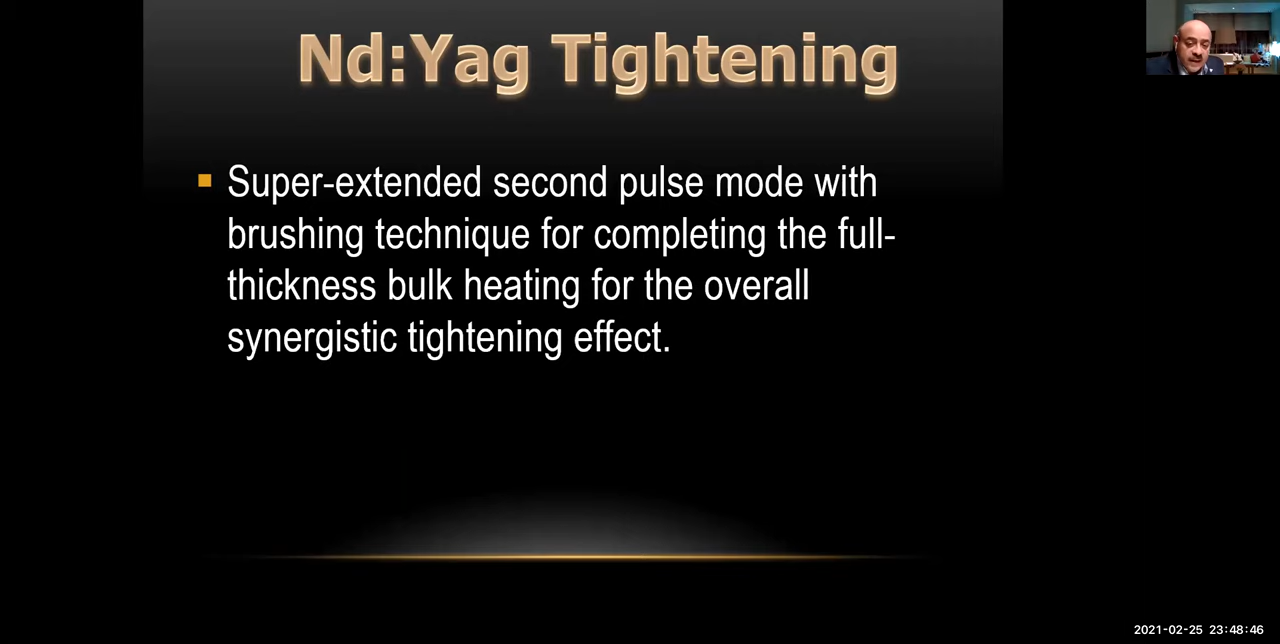 Nd:Yag Tightening
Super-extended second pulse mode with
brushing technique for completing the full-
thickness bulk heating for the overall
synergistic tightening effect.
2021-02-25 23:48:46